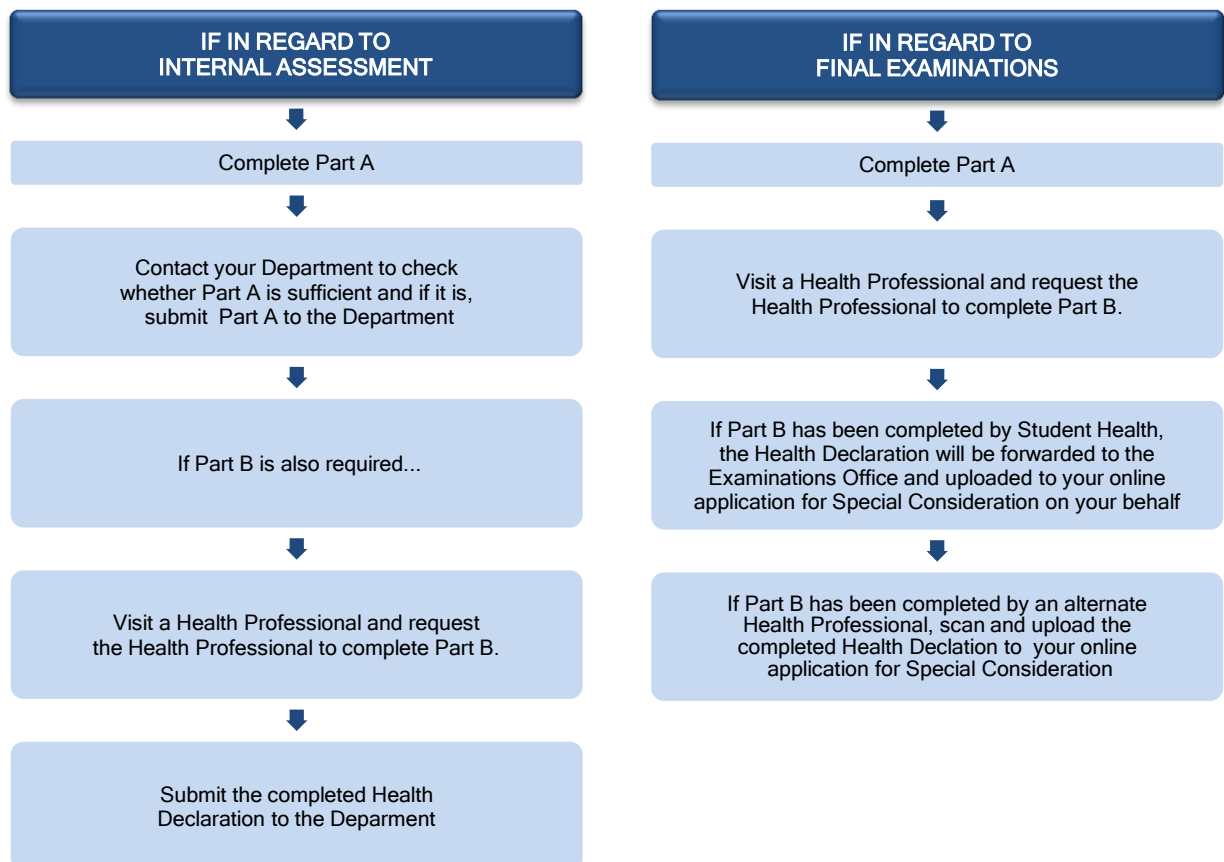 IF IN REGARD TO
INTERNAL ASSESSMENT
Complete Part A
Contact your Department to check
whether Part A is sufficient and if it is,
submit Part A to the Department
If Part B is also required...
Visit a Health Professional and request
the Health Professional to complete Part B.
Submit the completed Health
Declaration to the Deparment
IF IN REGARD TO
FINAL EXAMINATIONS
Complete Part A
Visit a Health Professional and request the
Health Professional to complete Part B.
If Part B has been completed by Student Health,
the Health Declaration will be forwarded to the
Examinations Office and uploaded to your online
application for Special Consideration on your behalf
If Part B has been completed by an alternate
Health Professional, scan and upload the
completed Health Declation to your online
application for Special Consideration